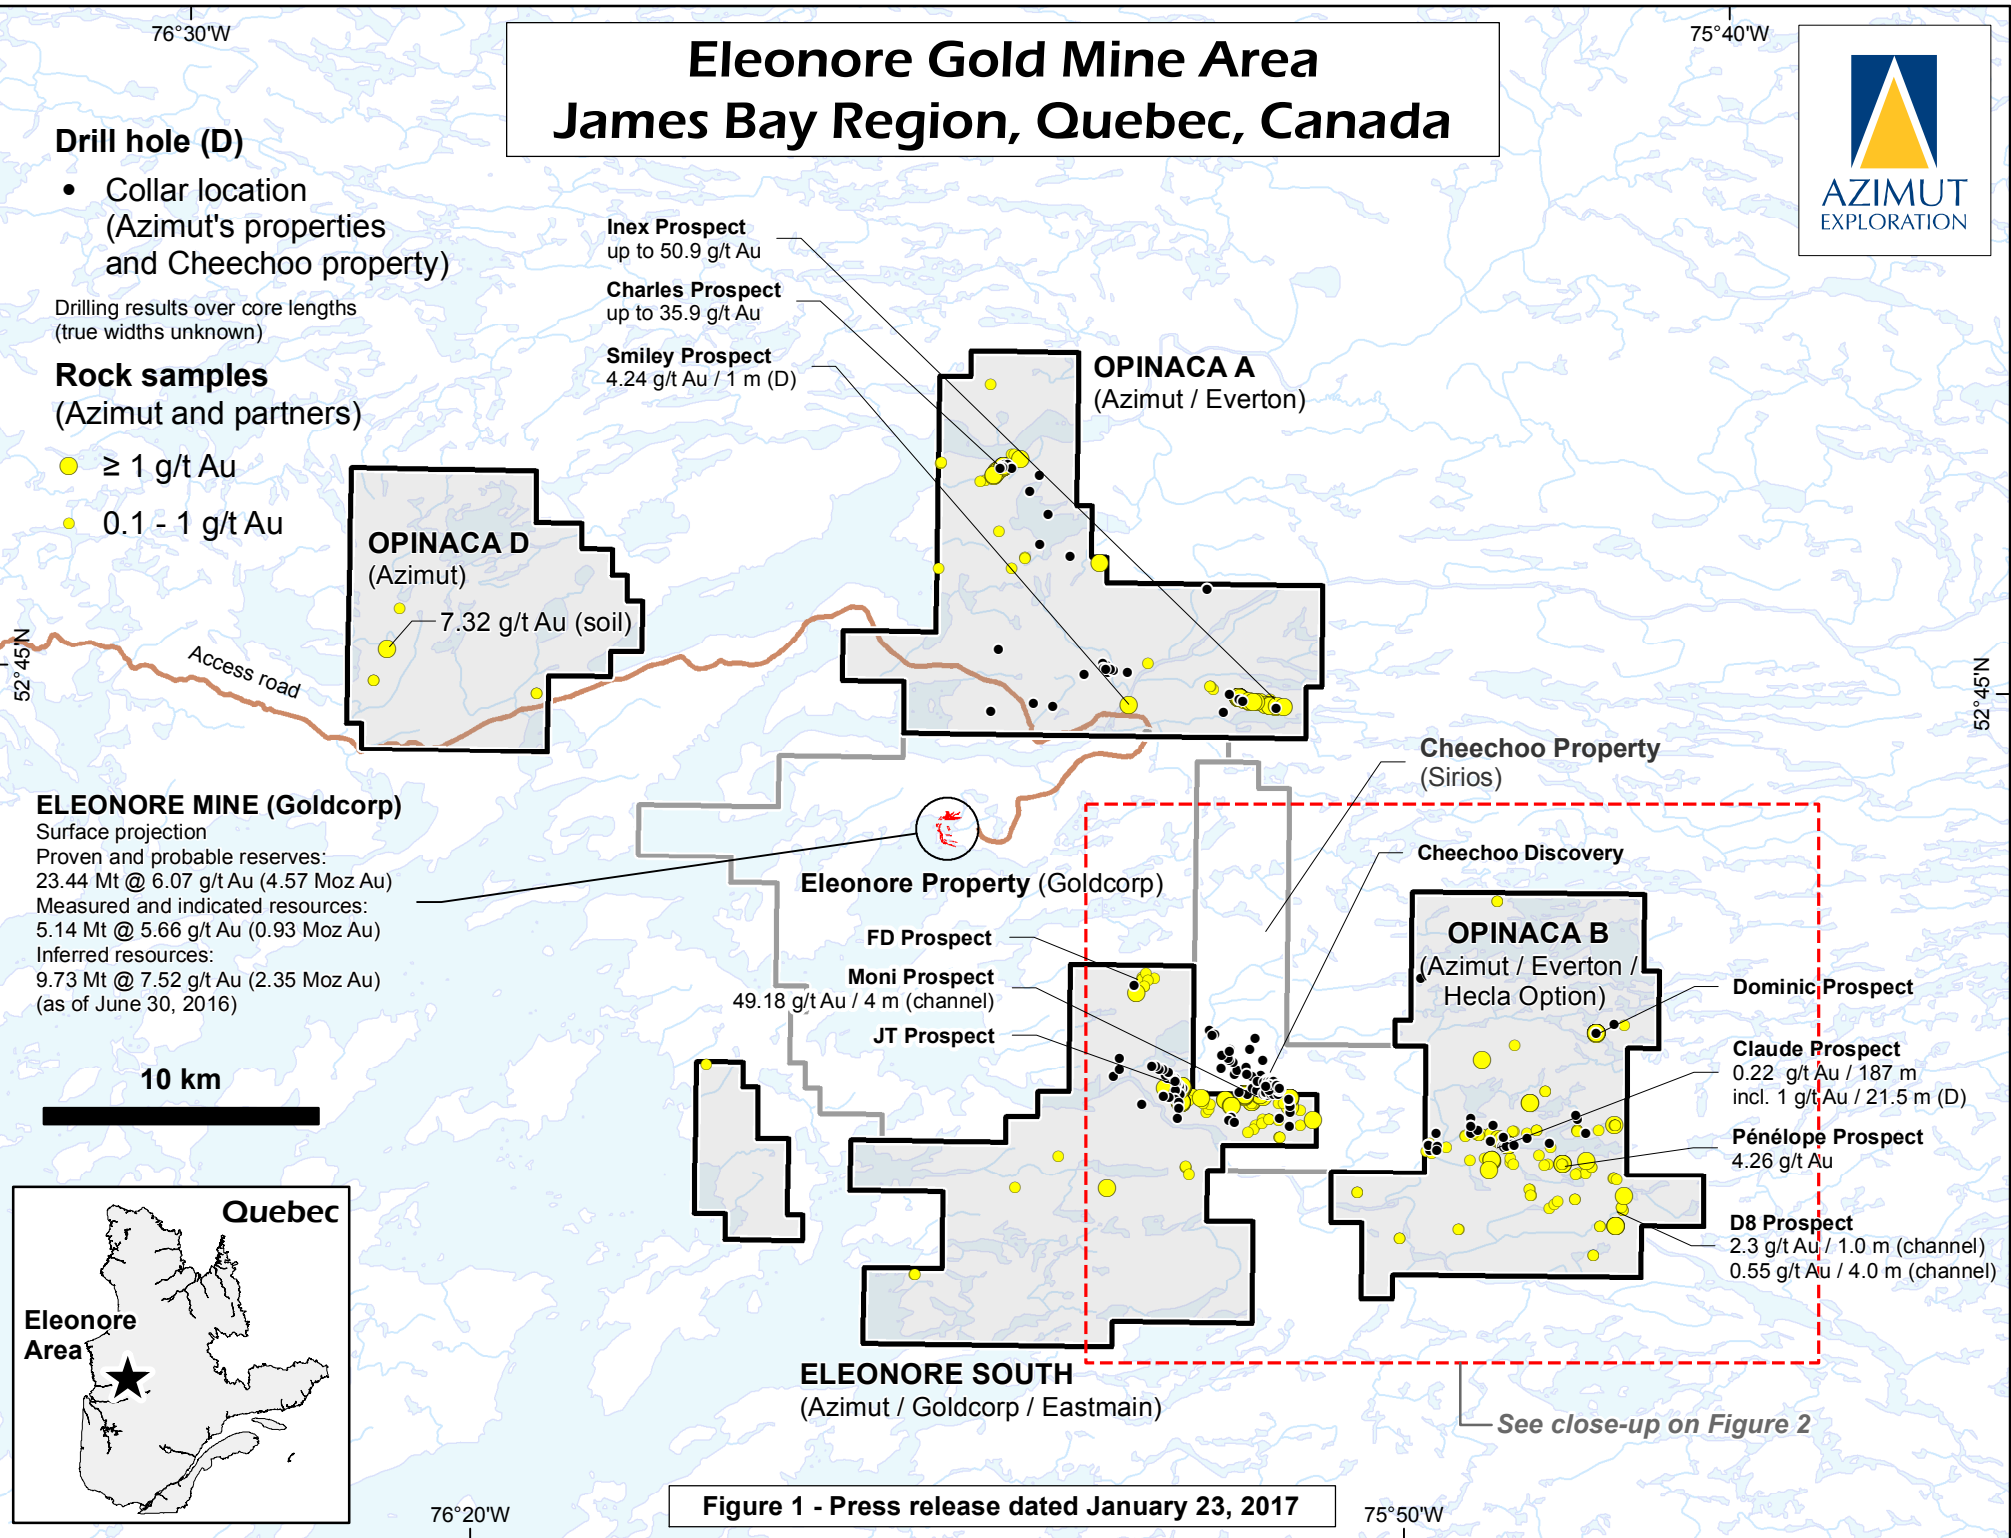 76°30'W
75°40'W
Eleonore Gold Mine Area
James Bay Region, Quebec, Canada
AZIMUT
EXPLORATION
Drill hole (D)
Collar location
(Azimut's properties
and Cheechoo property)
Drilling results over core lengths
(true widths unknown)
Rock samples
(Azimut and partners)
≥ 1 g/t Au
0.1 - 1 g/t Au
Inex Prospect
up to 50.9 g/t Au
Charles Prospect
up to 35.9 g/t Au
Smiley Prospect
4.24 g/t Au / 1 m (D)
OPINACA A
(Azimut / Everton)
OPINACA D
(Azimut)
7.32 g/t Au (soil)
Access road
52°45'N
52°45'N
Cheechoo Property
(Sirios)
ELEONORE MINE (Goldcorp)
Surface projection
Proven and probable reserves:
23.44 Mt @ 6.07 g/t Au (4.57 Moz Au)
Measured and indicated resources:
5.14 Mt @ 5.66 g/t Au (0.93 Moz Au)
Inferred resources:
9.73 Mt @ 7.52 g/t Au (2.35 Moz Au)
(as of June 30, 2016)
Eleonore Property (Goldcorp)
Cheechoo Discovery
FD Prospect
Moni Prospect
49.18 g/t Au / 4 m (channel)
JT Prospect
OPINACA B
(Azimut / Everton /
Hecla Option)
Dominic Prospect
Claude Prospect
0.22 g/t Au / 187 m
incl. 1 g/t Au / 21.5 m (D)
Pénélope Prospect
4.26 g/t Au
D8 Prospect
2.3 g/t Au / 1.0 m (channel)
0.55 g/t Au / 4.0 m (channel)
10 km
Quebec
Eleonore
Area
ELEONORE SOUTH
(Azimut / Goldcorp / Eastmain)
See close-up on Figure 2
Figure 1 - Press release dated January 23, 2017
76°20'W
75°50'W